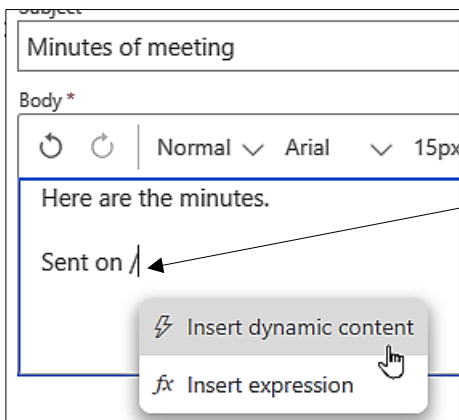 Subject
Minutes of meeting
Body *
Normal Arial 15px
Here are the minutes.
Sent on /
Insert dynamic content
fx Insert expression